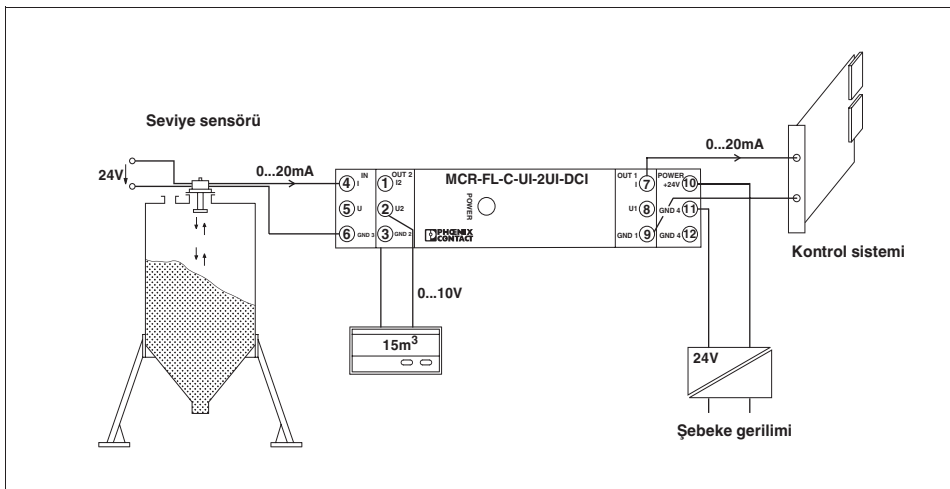 Seviye sensörü
24V
0...20mA
IN
4 I
5 U
6 GND 3
OUT 2
1 I2
2 U2
3 GND 2
MCR-FL-C-UI-2UI-DCI
POWER
PHŒNIX
CONTACT
OUT 1
I 7
U1 8
GND 1 9
POWER
+24V 10
GND 4 11
GND 4 12
0...20mA
Kontrol sistemi
0...10V
15m³
24V
Şebeke gerilimi